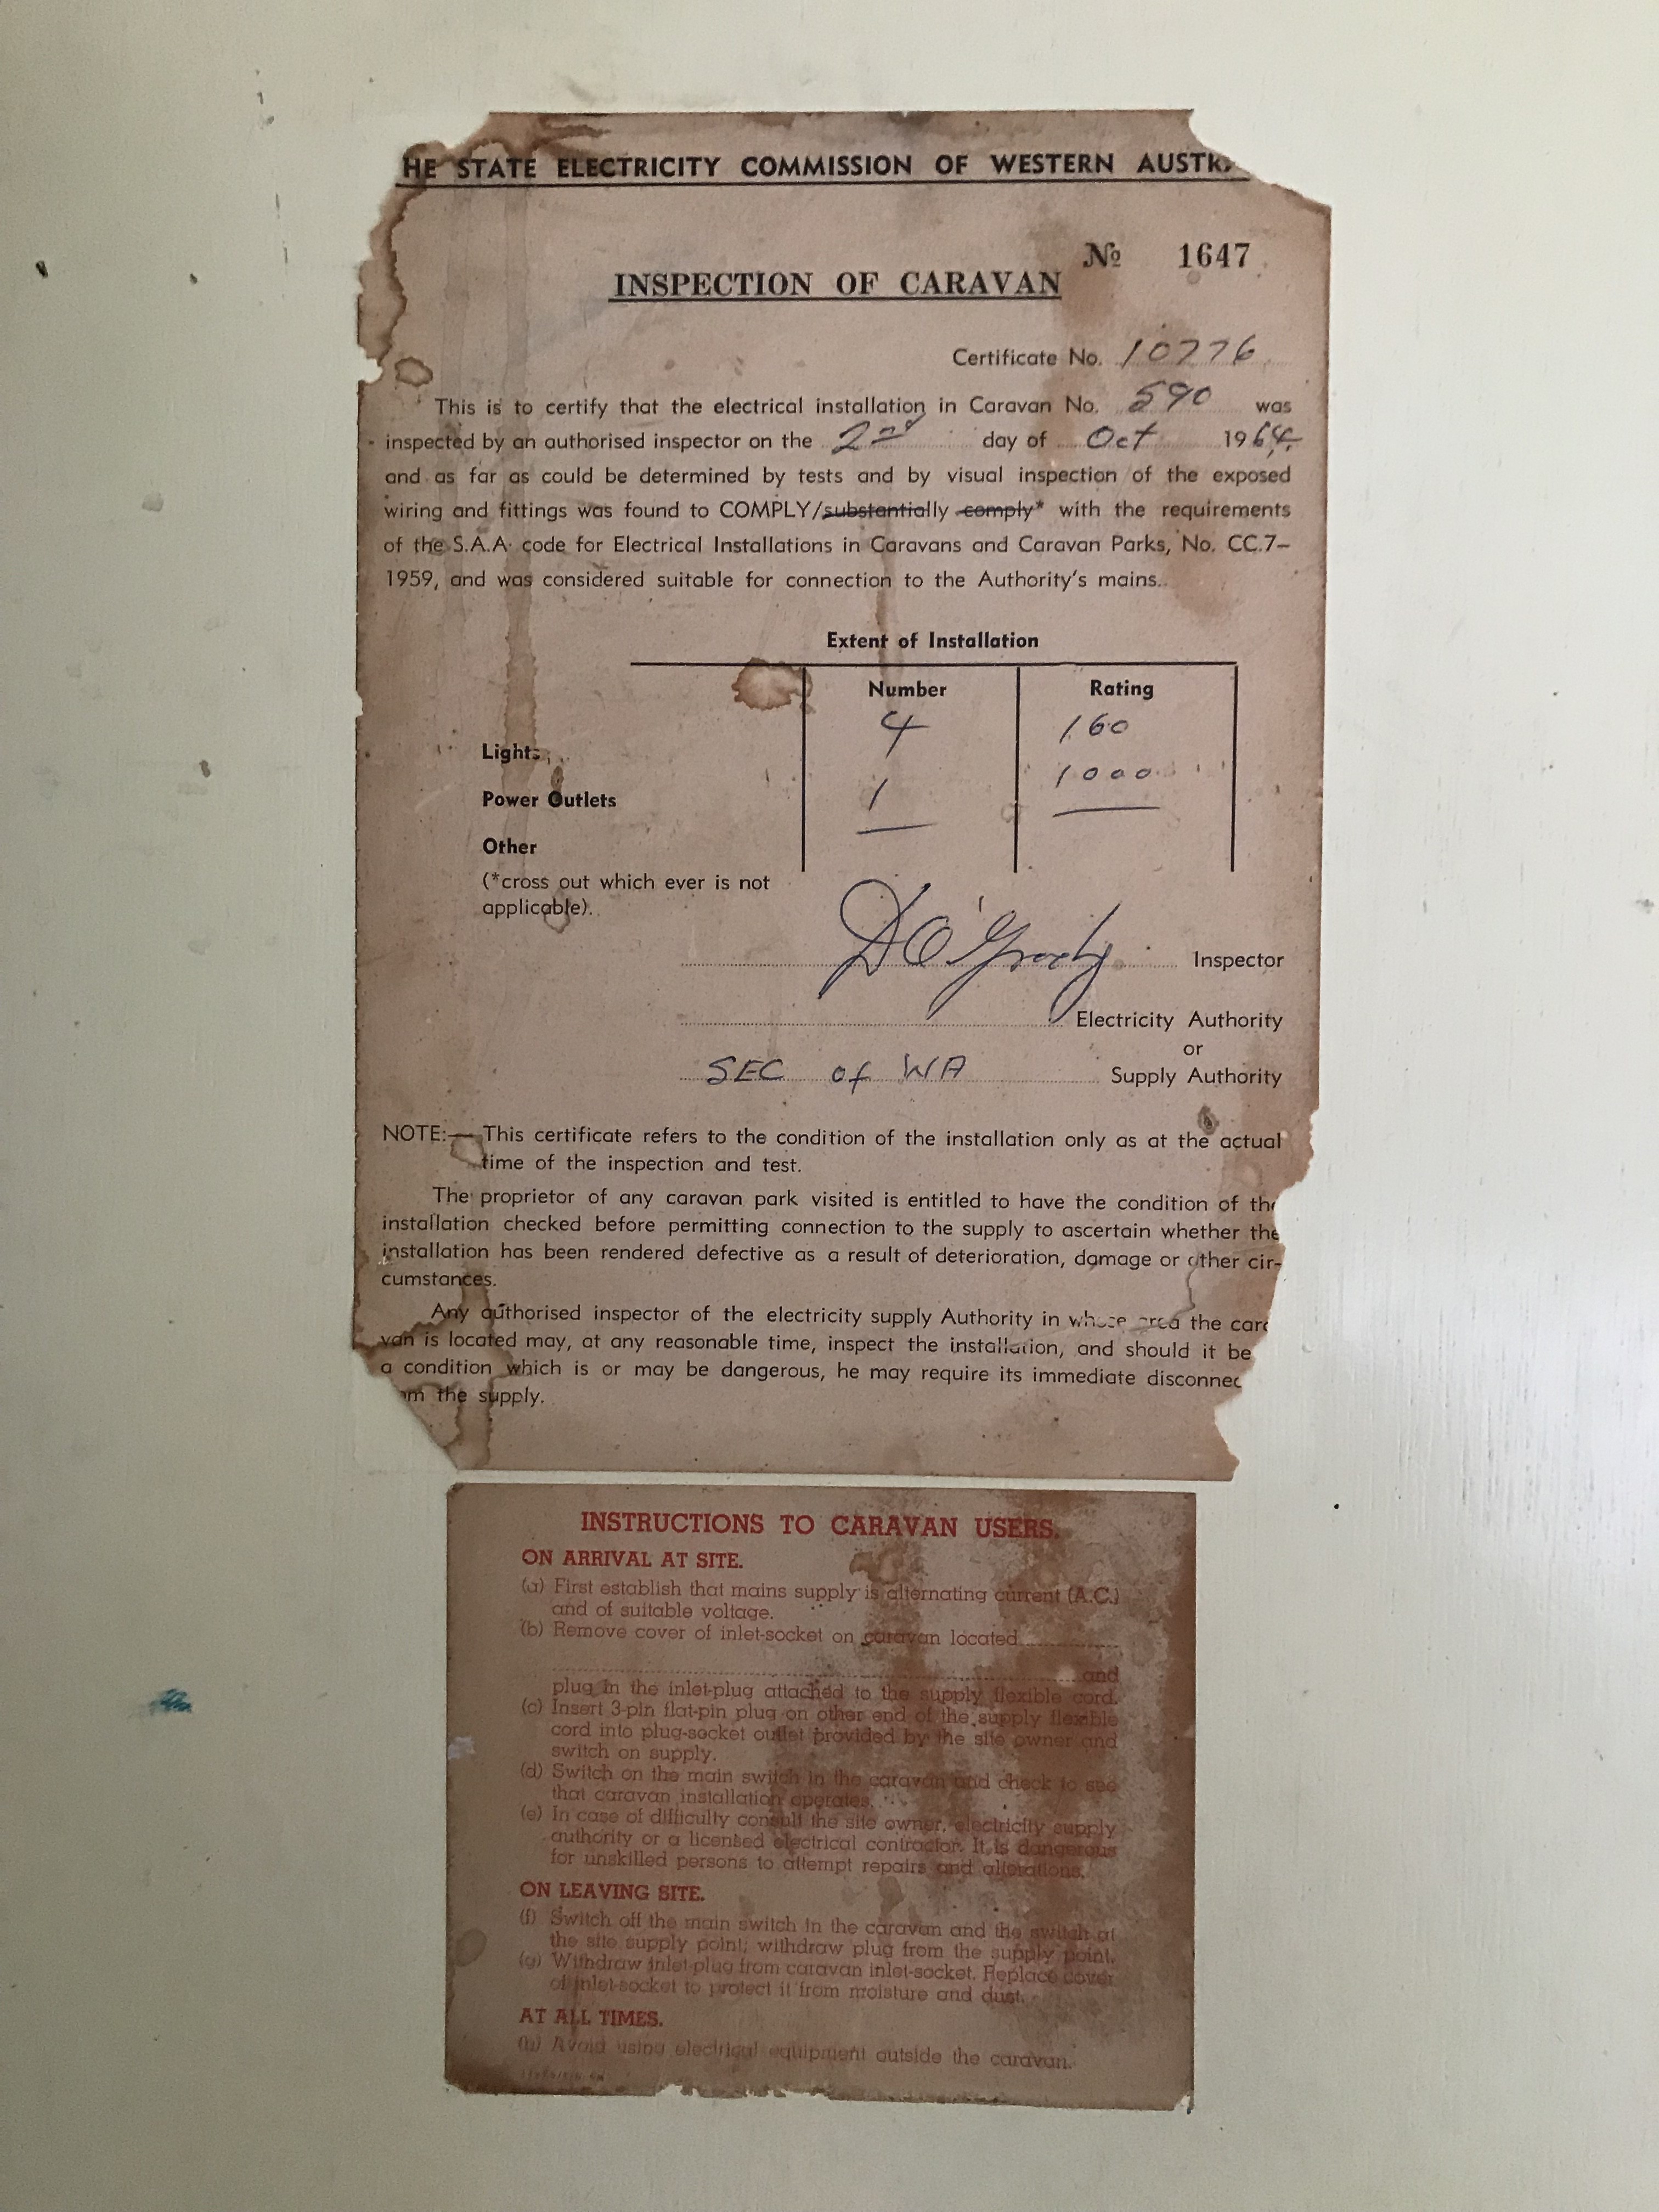 HE STATE ELECTRICITY COMMISSION OF WESTERN AUSTR
№ 1647
INSPECTION OF CARAVAN
Certificate No. 10776
This is to certify that the electrical installation in Caravan No. 590 was
inspected by an authorised inspector on the 2nd day of Oct 1964
and as far as could be determined by tests and by visual inspection of the exposed
wiring and fittings was found to COMPLY/substantially comply* with the requirements
of the S.A.A. code for Electrical Installations in Caravans and Caravan Parks, No. CC.7–
1959, and was considered suitable for connection to the Authority's mains.
Extent of Installation
Number Rating
Lights 4 160
Power Outlets 1 1000
Other
(*cross out which ever is not
applicable).
D O'Grady Inspector
Electricity Authority
or
SEC of WA Supply Authority
NOTE:— This certificate refers to the condition of the installation only as at the actual
time of the inspection and test.
The proprietor of any caravan park visited is entitled to have the condition of the
installation checked before permitting connection to the supply to ascertain whether the
installation has been rendered defective as a result of deterioration, damage or other cir-
cumstances.
Any authorised inspector of the electricity supply Authority in whose area the cara
van is located may, at any reasonable time, inspect the installation, and should it be
a condition which is or may be dangerous, he may require its immediate disconnec
om the supply.
INSTRUCTIONS TO CARAVAN USERS.
ON ARRIVAL AT SITE.
(a) First establish that mains supply is alternating current (A.C.)
and of suitable voltage.
(b) Remove cover of inlet-socket on caravan located
and
plug in the inlet-plug attached to the supply flexible cord.
(c) Insert 3-pin flat-pin plug on other end of the supply flexible
cord into plug-socket outlet provided by the site owner and
switch on supply.
(d) Switch on the main switch in the caravan and check to see
that caravan installation operates.
(e) In case of difficulty consult the site owner, electricity supply
authority or a licensed electrical contractor. It is dangerous
for unskilled persons to attempt repairs and alterations.
ON LEAVING SITE.
(f) Switch off the main switch in the caravan and the switch at
the site supply point; withdraw plug from the supply point.
(g) Withdraw inlet-plug from caravan inlet-socket. Replace cover
of inlet-socket to protect it from moisture and dust.
AT ALL TIMES.
(h) Avoid using electrical equipment outside the caravan.